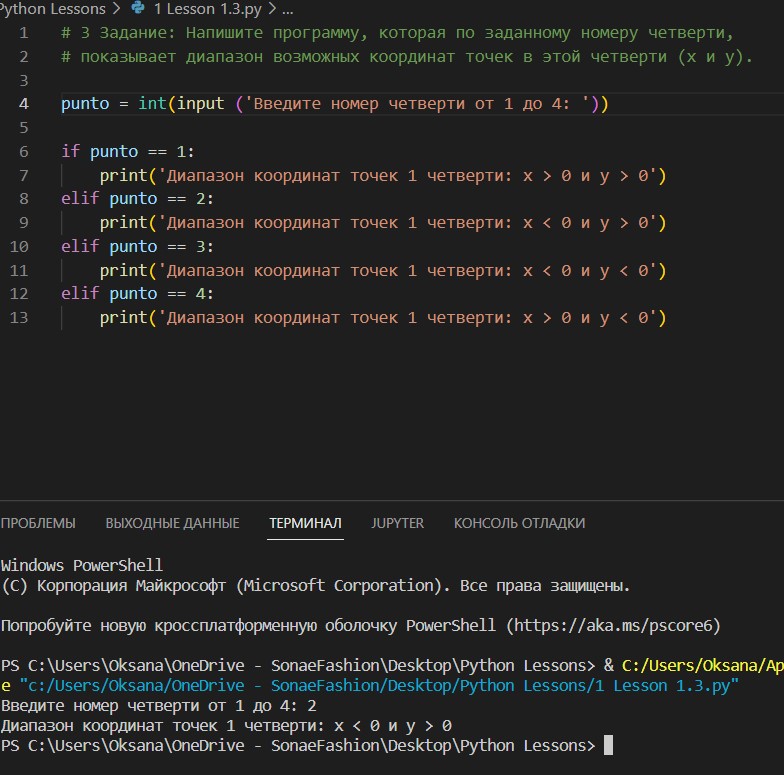 Python Lessons > 1 Lesson 1.3.py > ...
1 # 3 Задание: Напишите программу, которая по заданному номеру четверти,
2 # показывает диапазон возможных координат точек в этой четверти (x и y).
3
4 punto = int(input ('Введите номер четверти от 1 до 4: '))
5
6 if punto == 1:
7 print('Диапазон координат точек 1 четверти: x > 0 и y > 0')
8 elif punto == 2:
9 print('Диапазон координат точек 1 четверти: x < 0 и y > 0')
10 elif punto == 3:
11 print('Диапазон координат точек 1 четверти: x < 0 и y < 0')
12 elif punto == 4:
13 print('Диапазон координат точек 1 четверти: x > 0 и y < 0')
ПРОБЛЕМЫ ВЫХОДНЫЕ ДАННЫЕ ТЕРМИНАЛ JUPYTER КОНСОЛЬ ОТЛАДКИ
Windows PowerShell
(C) Корпорация Майкрософт (Microsoft Corporation). Все права защищены.
Попробуйте новую кроссплатформенную оболочку PowerShell (https://aka.ms/pscore6)
PS C:\Users\Oksana\OneDrive - SonaeFashion\Desktop\Python Lessons> & C:/Users/Oksana/Ap
e "c:/Users/Oksana/OneDrive - SonaeFashion/Desktop/Python Lessons/1 Lesson 1.3.py"
Введите номер четверти от 1 до 4: 2
Диапазон координат точек 1 четверти: x < 0 и y > 0
PS C:\Users\Oksana\OneDrive - SonaeFashion\Desktop\Python Lessons>